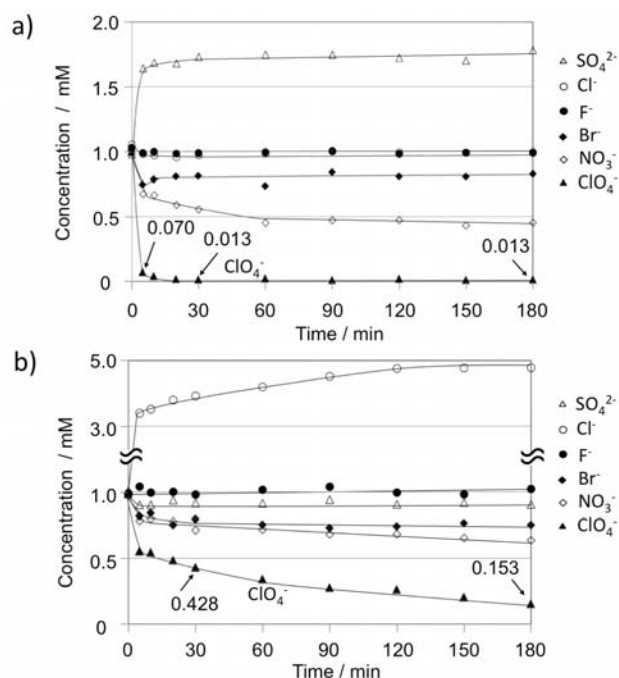 a)
2.0
1.5
1.0
0.5
0
Concentration / mM
0.070
0.013
ClO₄⁻
0.013
0 30 60 90 120 150 180
Time / min
SO₄²⁻
Cl⁻
F⁻
Br⁻
NO₃⁻
ClO₄⁻
b)
5.0
3.0
1.0
0.5
0
Concentration / mM
0.428
ClO₄⁻
0.153
0 30 60 90 120 150 180
Time / min
SO₄²⁻
Cl⁻
F⁻
Br⁻
NO₃⁻
ClO₄⁻